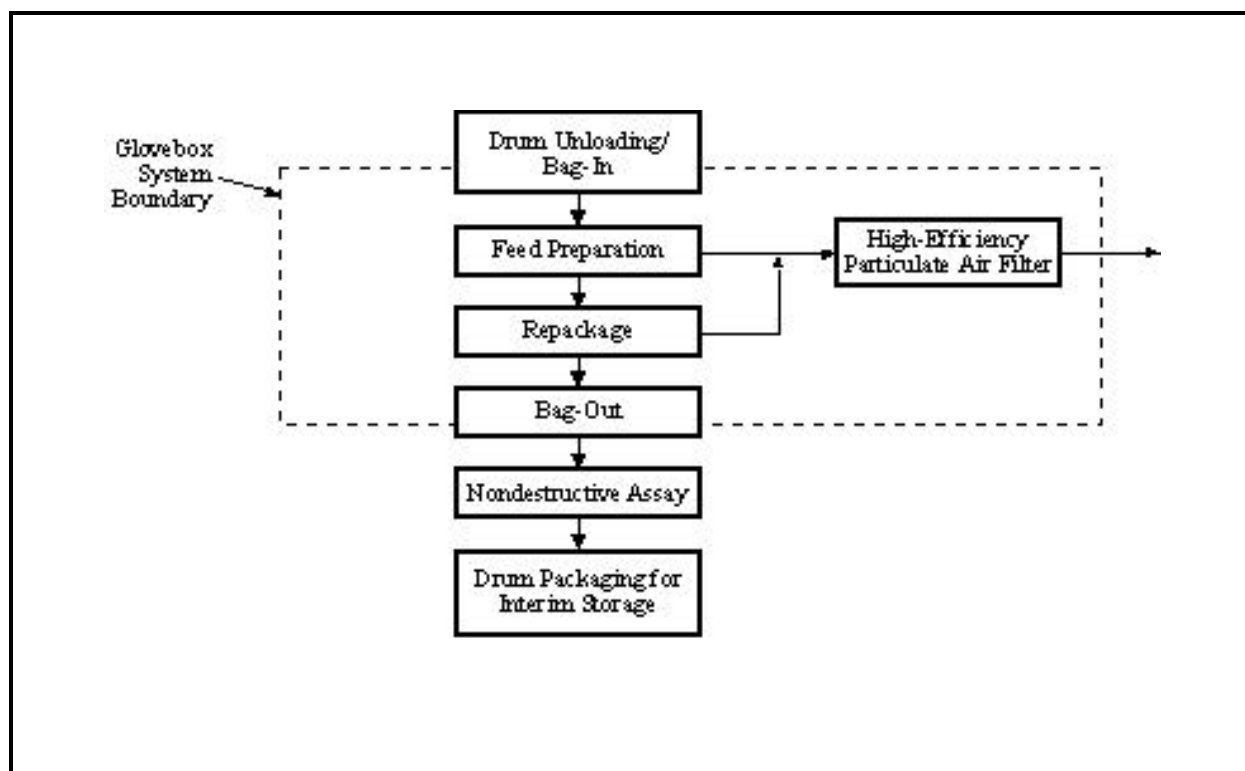 Glovebox
System
Boundary
Drum Unloading/
Bag-In
Feed Preparation
High-Efficiency
Particulate Air Filter
Repackage
Bag-Out
Nondestructive Assay
Drum Packaging for
Interim Storage